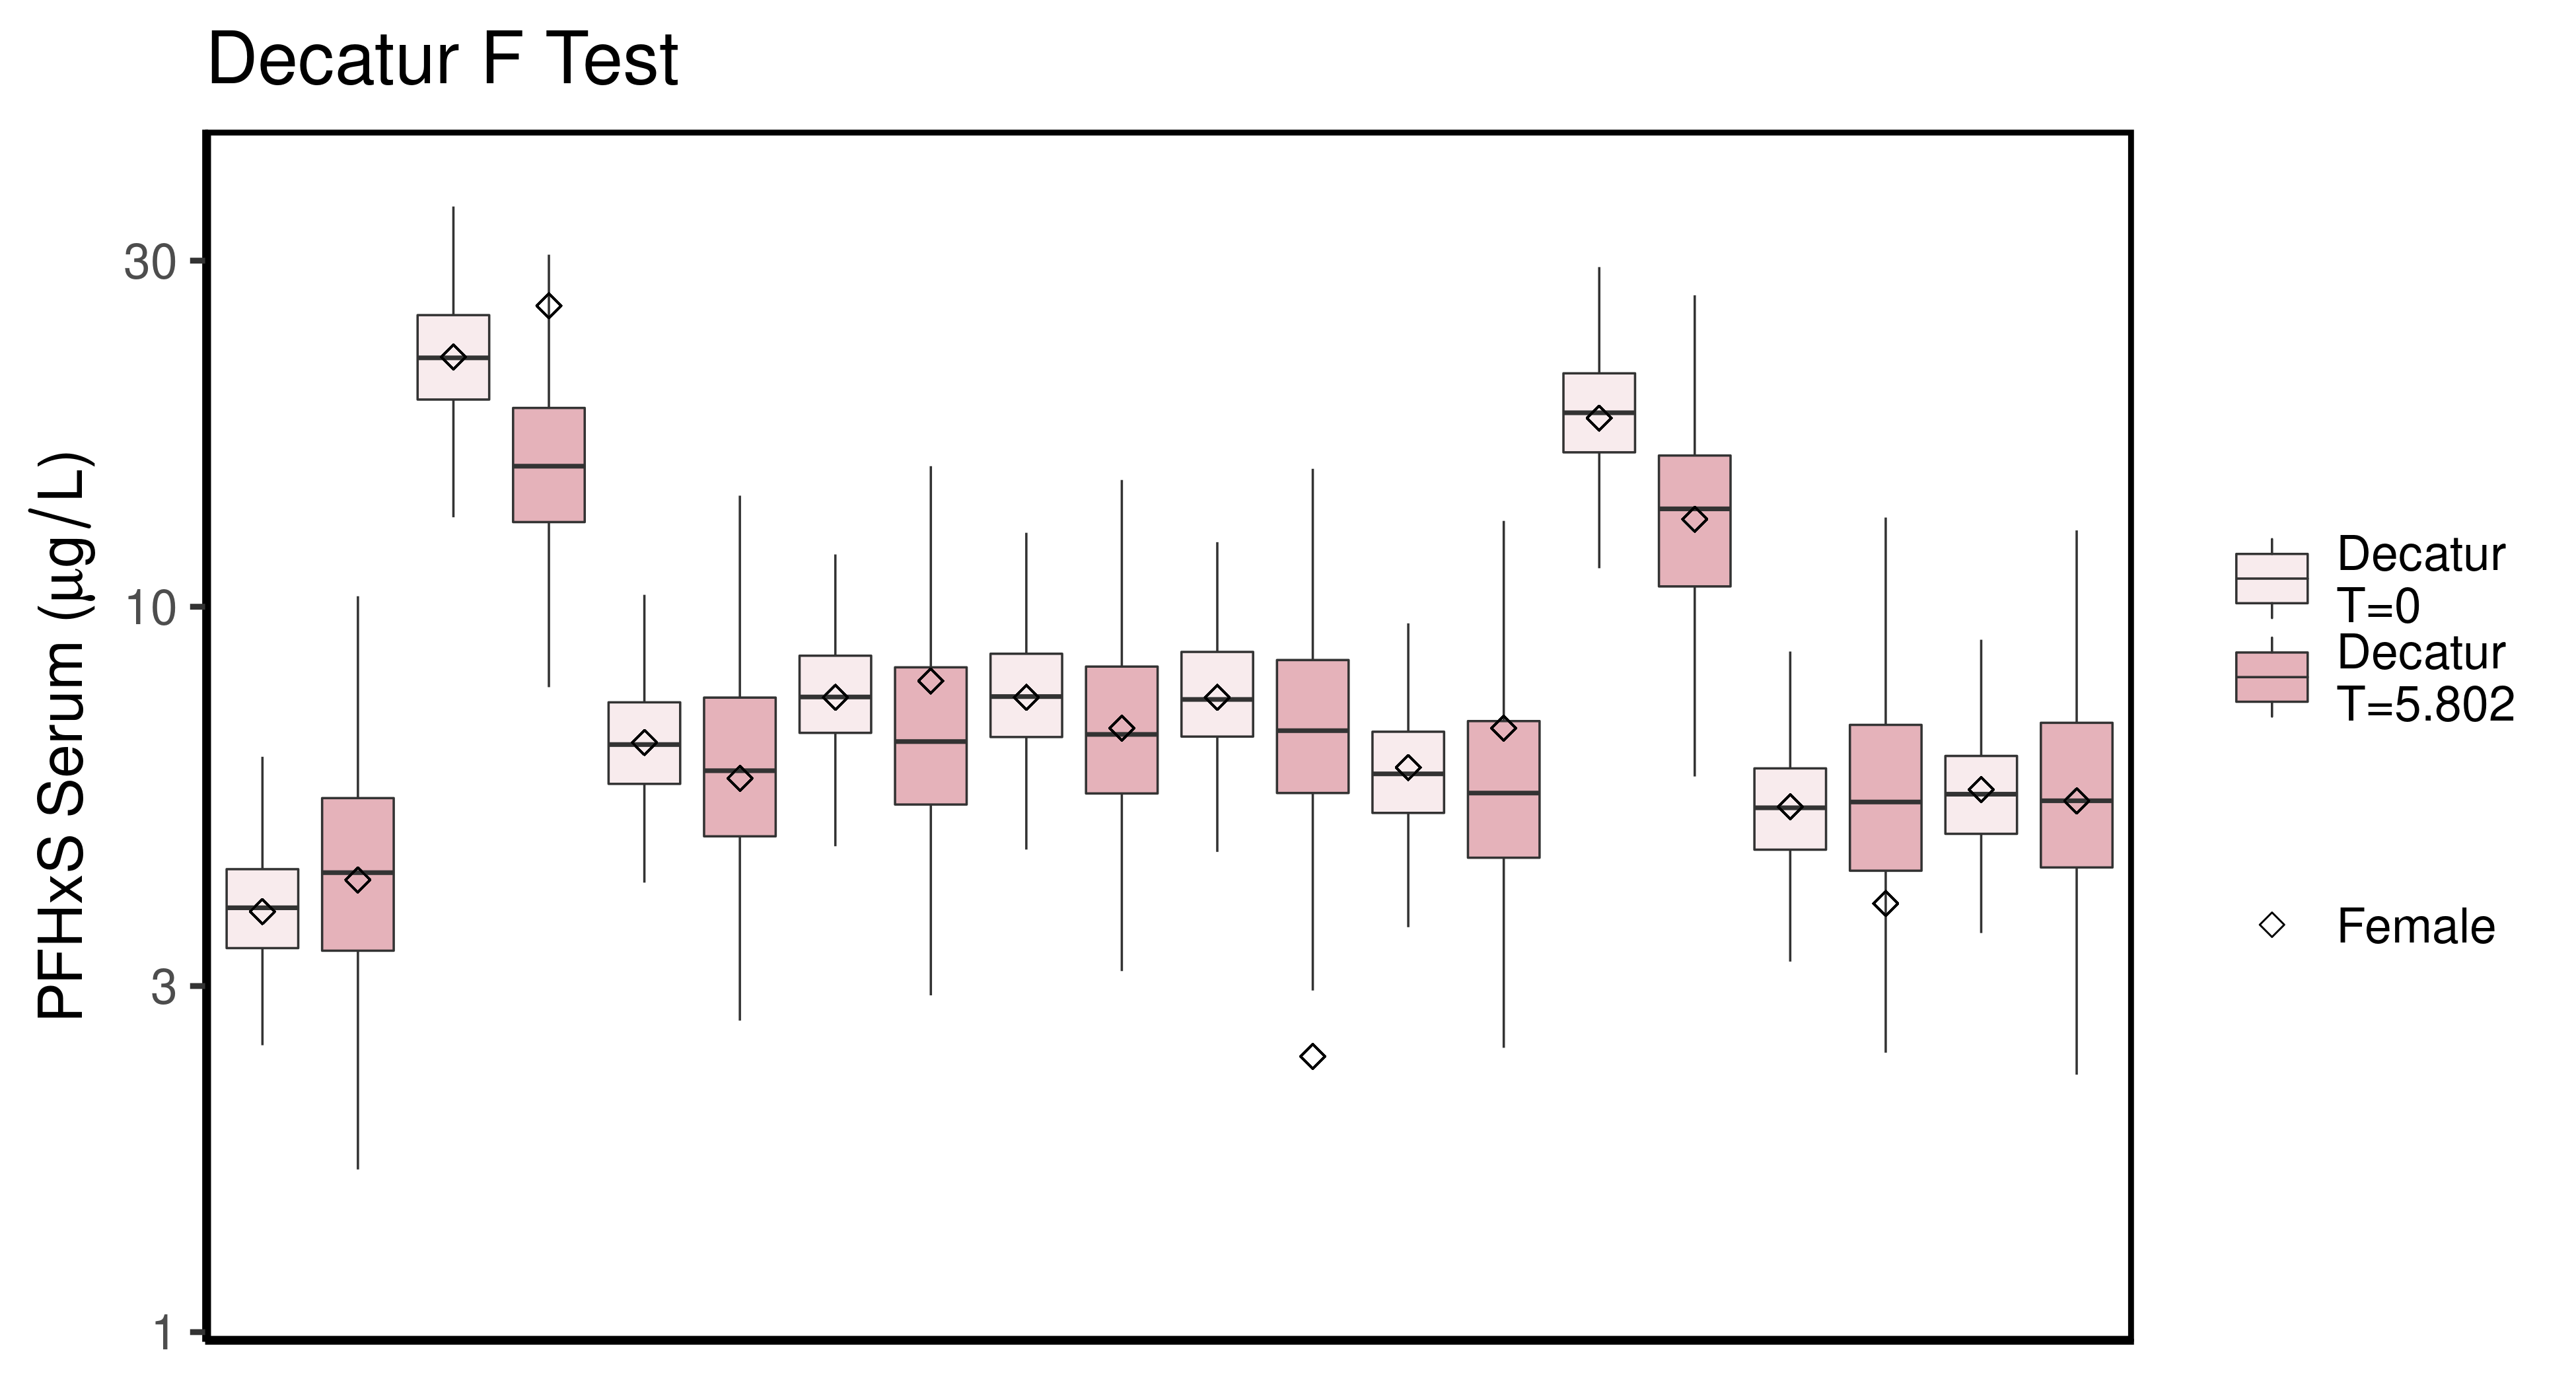 Decatur F Test
PFHxS Serum (μg/L)
30
10
3
1
Decatur
T=0
Decatur
T=5.802
Female